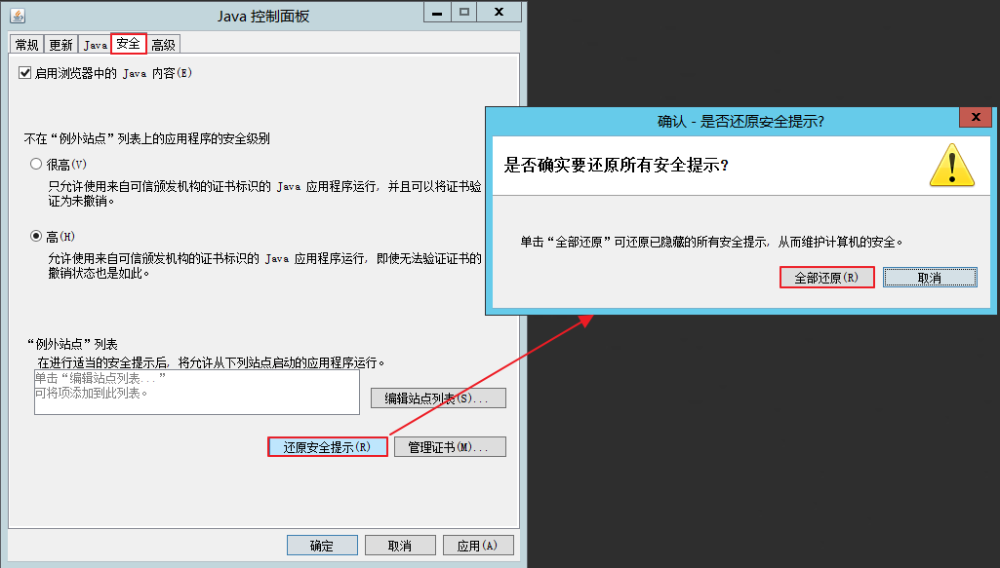 Java 控制面板
常规 更新 Java 安全 高级
启用浏览器中的 Java 内容(E)
不在“例外站点”列表上的应用程序的安全级别
很高(V)
只允许使用来自可信颁发机构的证书标识的 Java 应用程序运行, 并且可以将证书验
证为未撤销。
高(H)
允许使用来自可信颁发机构的证书标识的 Java 应用程序运行, 即使无法验证证书的
撤销状态也是如此。
“例外站点”列表
在进行适当的安全提示后, 将允许从下列站点启动的应用程序运行。
单击“编辑站点列表...”
可将项添加到此列表。
编辑站点列表(S)...
还原安全提示(R)
管理证书(M)...
确定
取消
应用(A)
确认 - 是否还原安全提示?
是否确实要还原所有安全提示?
单击“全部还原”可还原已隐藏的所有安全提示, 从而维护计算机的安全。
全部还原(R)
取消